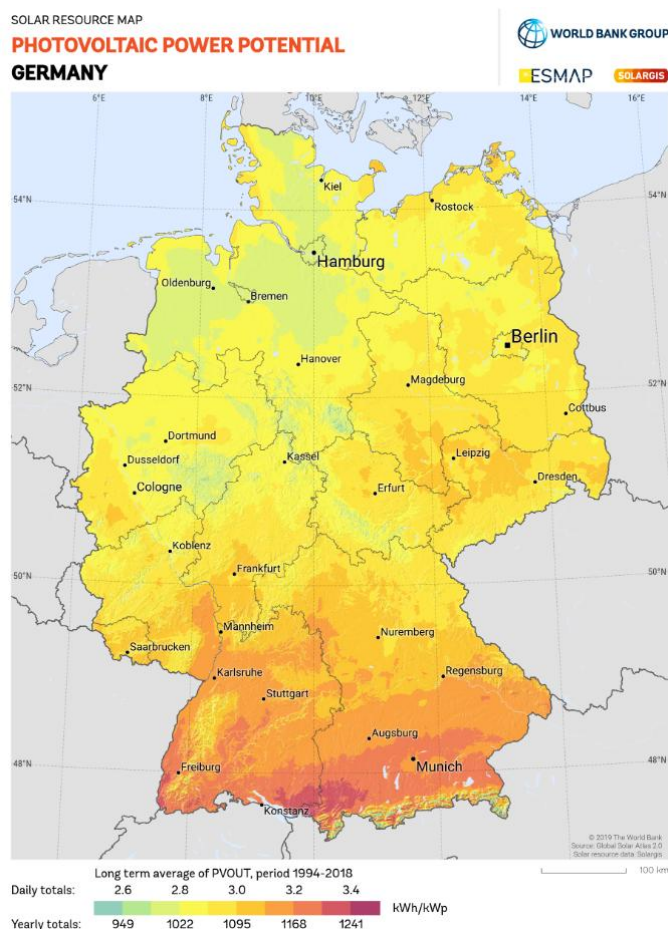 SOLAR RESOURCE MAP
PHOTOVOLTAIC POWER POTENTIAL
GERMANY
WORLD BANK GROUP
ESMAP
SOLARGIS
6°E 8°E 10°E 12°E 14°E 16°E
Kiel
54°N 54°N
Rostock
Hamburg
Oldenburg
Bremen
Berlin
Hanover
Magdeburg
52°N 52°N
Cottbus
Dortmund
Leipzig
Dusseldorf
Kassel
Dresden
Cologne
Erfurt
Koblenz
Frankfurt
50°N 50°N
Mannheim
Nuremberg
Saarbrucken
Karlsruhe
Regensburg
Stuttgart
Augsburg
48°N 48°N
Munich
Freiburg
Konstanz
© 2019 The World Bank
Source: Global Solar Atlas 2.0
Solar resource data: Solargis
100 km
Long term average of PVOUT, period 1994-2018
Daily totals: 2.6 2.8 3.0 3.2 3.4
kWh/kWp
Yearly totals: 949 1022 1095 1168 1241